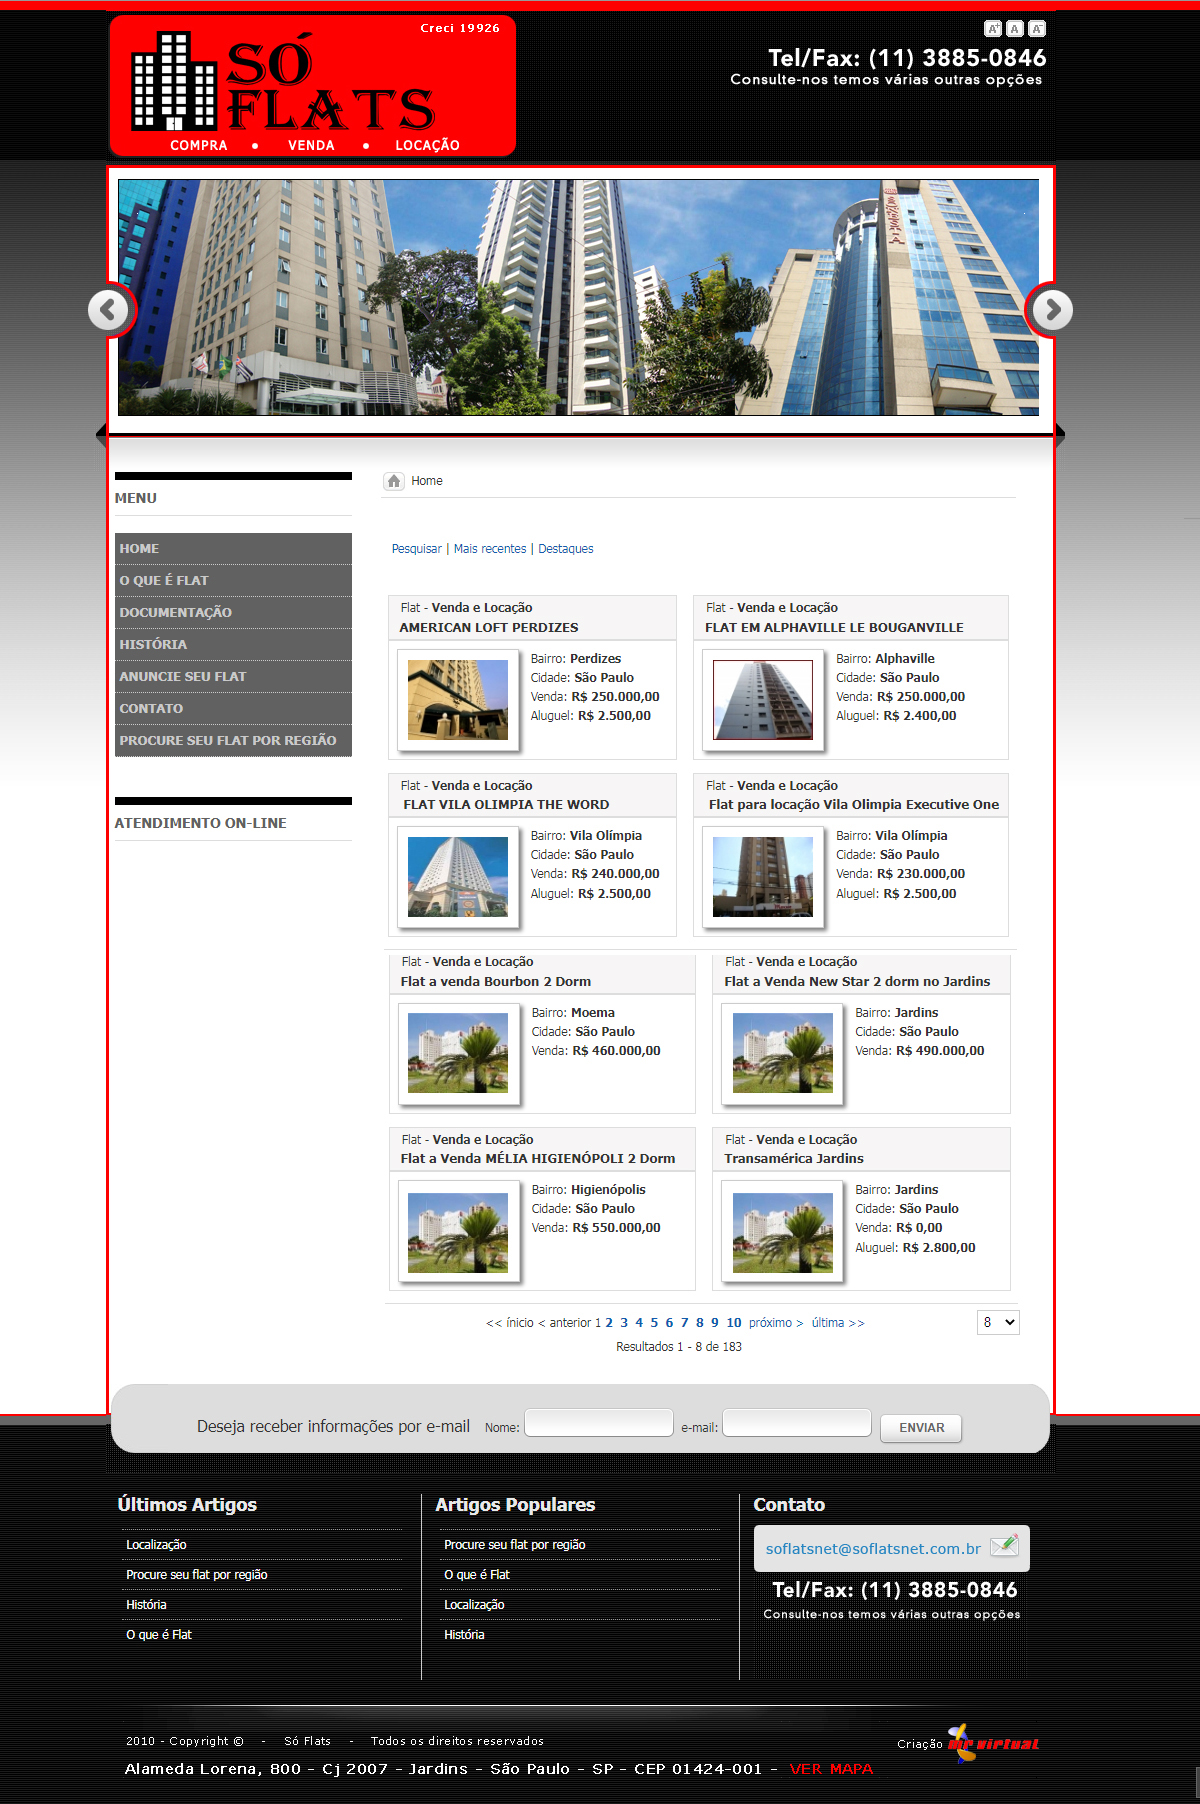 Creci 19926
SÓ
FLATS
COMPRA • VENDA • LOCAÇÃO
A+ A A-
Tel/Fax: (11) 3885-0846
Consulte-nos temos várias outras opções
MENU
HOME
O QUE É FLAT
DOCUMENTAÇÃO
HISTÓRIA
ANUNCIE SEU FLAT
CONTATO
PROCURE SEU FLAT POR REGIÃO
ATENDIMENTO ON-LINE
Home
Pesquisar | Mais recentes | Destaques
Flat - Venda e Locação
AMERICAN LOFT PERDIZES
Bairro: Perdizes
Cidade: São Paulo
Venda: R$ 250.000,00
Aluguel: R$ 2.500,00
Flat - Venda e Locação
FLAT EM ALPHAVILLE LE BOUGANVILLE
Bairro: Alphaville
Cidade: São Paulo
Venda: R$ 250.000,00
Aluguel: R$ 2.400,00
Flat - Venda e Locação
FLAT VILA OLIMPIA THE WORD
Bairro: Vila Olímpia
Cidade: São Paulo
Venda: R$ 240.000,00
Aluguel: R$ 2.500,00
Flat - Venda e Locação
Flat para locação Vila Olimpia Executive One
Bairro: Vila Olímpia
Cidade: São Paulo
Venda: R$ 230.000,00
Aluguel: R$ 2.500,00
Flat - Venda e Locação
Flat a venda Bourbon 2 Dorm
Bairro: Moema
Cidade: São Paulo
Venda: R$ 460.000,00
Flat - Venda e Locação
Flat a Venda New Star 2 dorm no Jardins
Bairro: Jardins
Cidade: São Paulo
Venda: R$ 490.000,00
Flat - Venda e Locação
Flat a Venda MÉLIA HIGIENÓPOLI 2 Dorm
Bairro: Higienópolis
Cidade: São Paulo
Venda: R$ 550.000,00
Flat - Venda e Locação
Transamérica Jardins
Bairro: Jardins
Cidade: São Paulo
Venda: R$ 0,00
Aluguel: R$ 2.800,00
<< ínicio < anterior 1 2 3 4 5 6 7 8 9 10 próximo > última >>
8
Resultados 1 - 8 de 183
Deseja receber informações por e-mail Nome: e-mail: ENVIAR
Últimos Artigos
Localização
Procure seu flat por região
História
O que é Flat
Artigos Populares
Procure seu flat por região
O que é Flat
Localização
História
Contato
soflatsnet@soflatsnet.com.br
Tel/Fax: (11) 3885-0846
Consulte-nos temos várias outras opções
2010 - Copyright © - Só Flats - Todos os direitos reservados
Criação Mr virtual
Alameda Lorena, 800 - Cj 2007 - Jardins - São Paulo - SP - CEP 01424-001 - VER MAPA